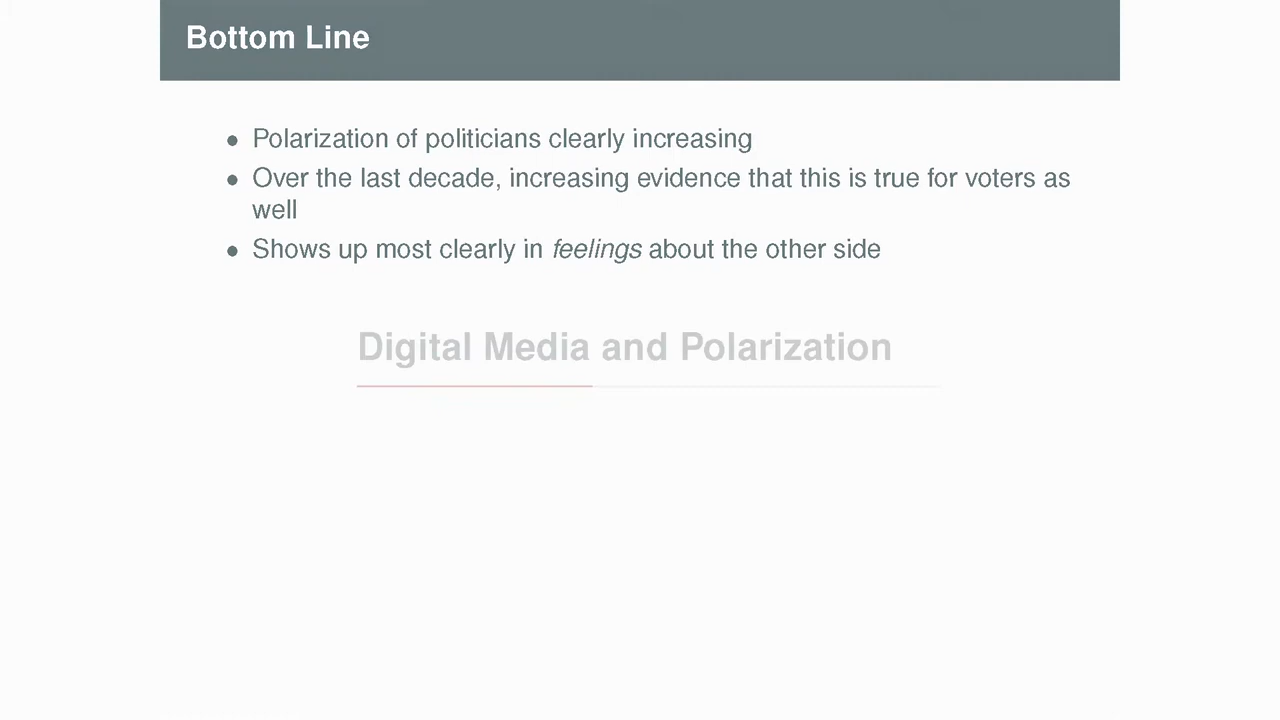 Bottom Line
• Polarization of politicians clearly increasing
• Over the last decade, increasing evidence that this is true for voters as
well
• Shows up most clearly in feelings about the other side
Digital Media and Polarization